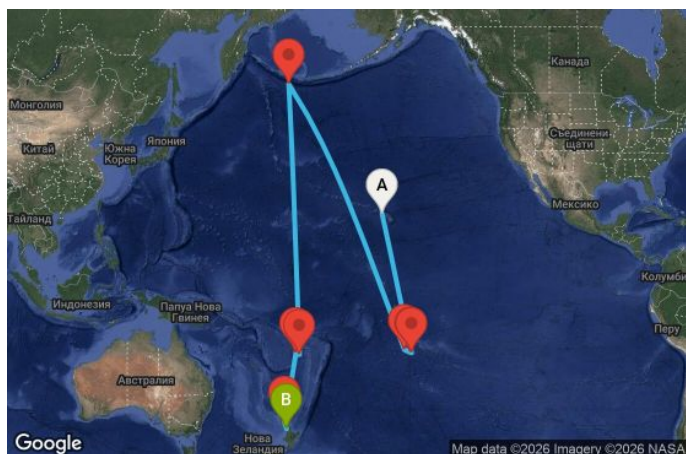 A
Канада
Монголия
Съединени
щати
Япония
Южна
Корея
Китай
Мексико
Тайланд
Колумби
Индонезия
Папуа Нова
Гвинея
Перу
Австралия
B
Нова
Зеландия
Google
Map data ©2026 Imagery ©2026 NASA